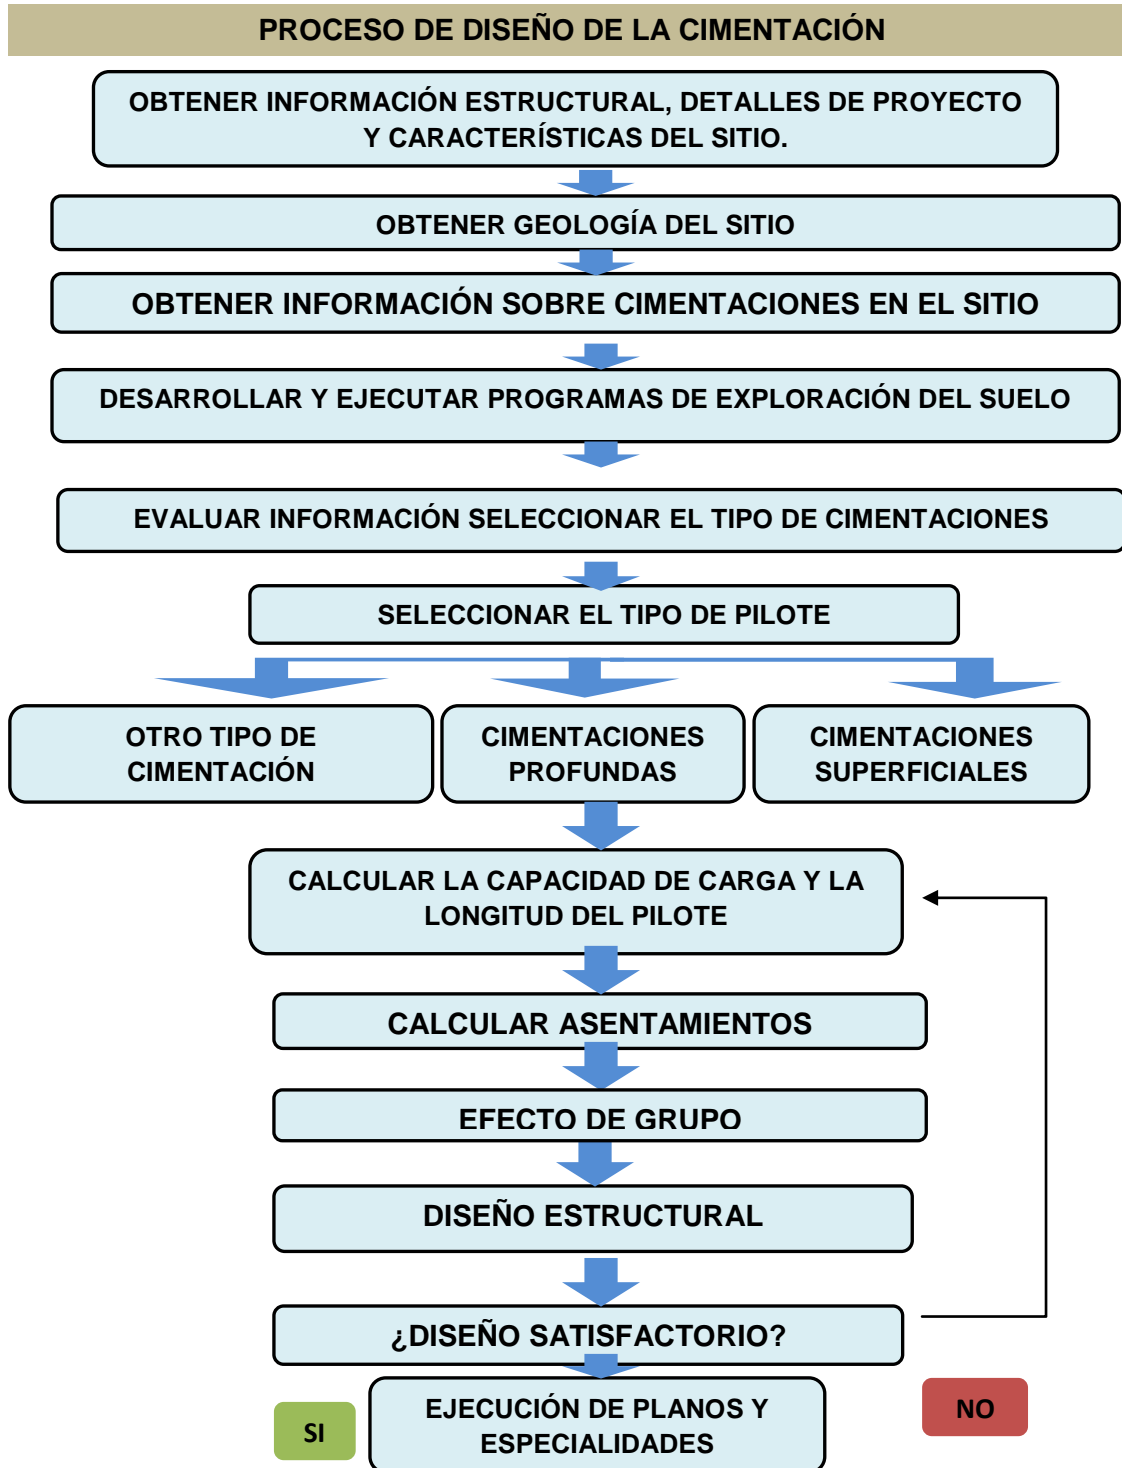 PROCESO DE DISEÑO DE LA CIMENTACIÓN
OBTENER INFORMACIÓN ESTRUCTURAL, DETALLES DE PROYECTO
Y CARACTERÍSTICAS DEL SITIO.
OBTENER GEOLOGÍA DEL SITIO
OBTENER INFORMACIÓN SOBRE CIMENTACIONES EN EL SITIO
DESARROLLAR Y EJECUTAR PROGRAMAS DE EXPLORACIÓN DEL SUELO
EVALUAR INFORMACIÓN SELECCIONAR EL TIPO DE CIMENTACIONES
SELECCIONAR EL TIPO DE PILOTE
OTRO TIPO DE
CIMENTACIÓN
CIMENTACIONES
PROFUNDAS
CIMENTACIONES
SUPERFICIALES
CALCULAR LA CAPACIDAD DE CARGA Y LA
LONGITUD DEL PILOTE
CALCULAR ASENTAMIENTOS
EFECTO DE GRUPO
DISEÑO ESTRUCTURAL
¿DISEÑO SATISFACTORIO?
SI
EJECUCIÓN DE PLANOS Y
ESPECIALIDADES
NO